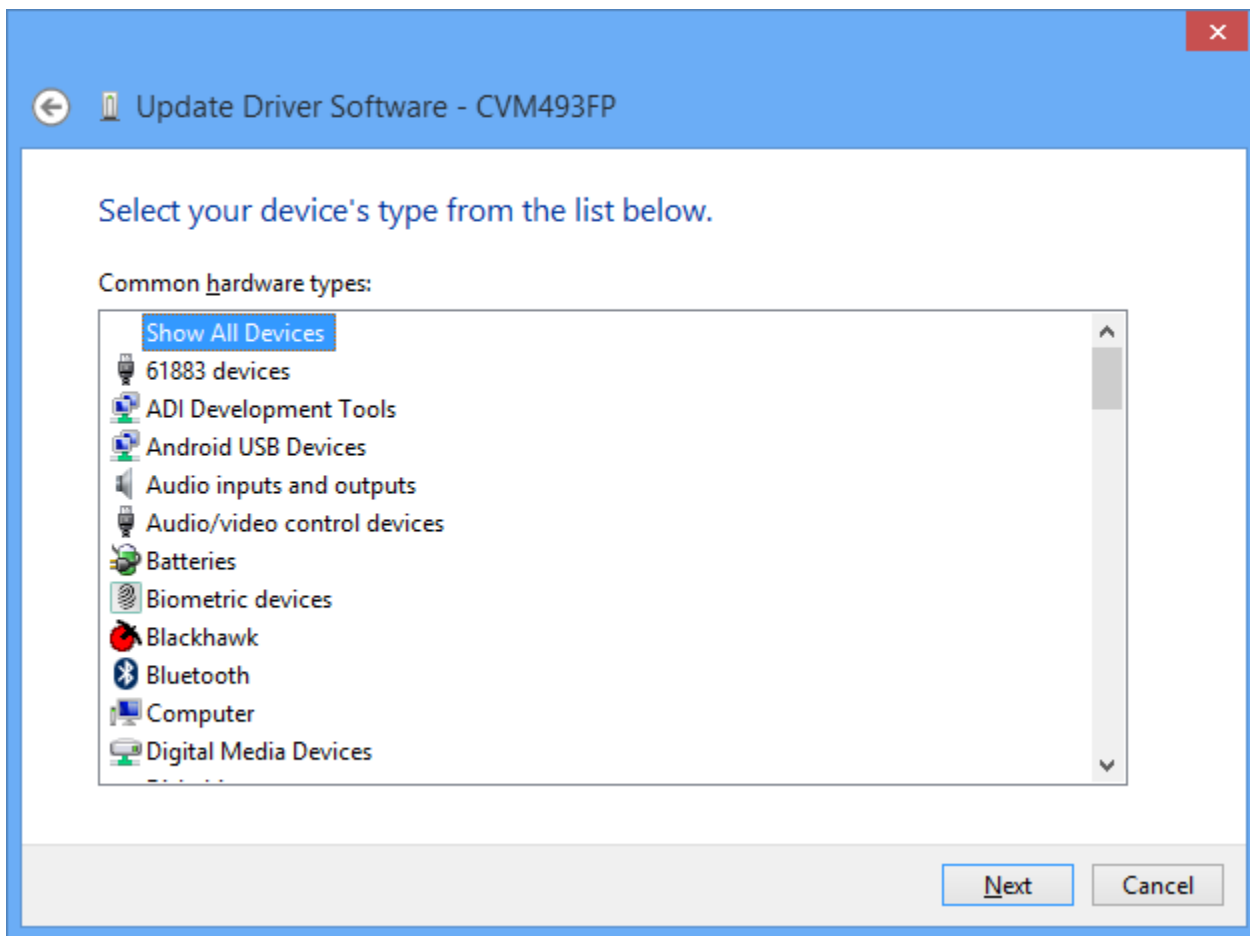 Update Driver Software - CVM493FP
Select your device's type from the list below.
Common hardware types:
Show All Devices
61883 devices
ADI Development Tools
Android USB Devices
Audio inputs and outputs
Audio/video control devices
Batteries
Biometric devices
Blackhawk
Bluetooth
Computer
Digital Media Devices
Next
Cancel